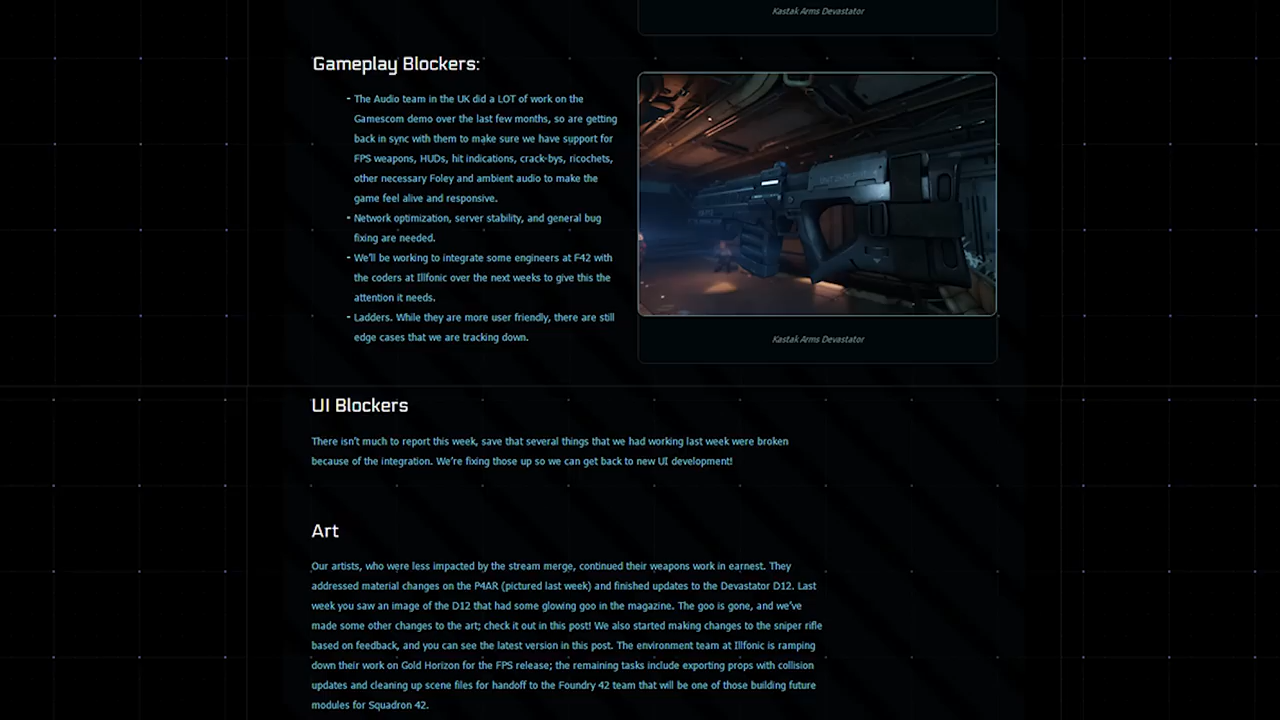 Kastak Arms Devastator
Gameplay Blockers:
- The Audio team in the UK did a LOT of work on the
Gamescom demo over the last few months, so are getting
back in sync with them to make sure we have support for
FPS weapons, HUDs, hit indications, crack-bys, ricochets,
other necessary Foley and ambient audio to make the
game feel alive and responsive.
- Network optimization, server stability, and general bug
fixing are needed.
- We'll be working to integrate some engineers at F42 with
the coders at Illfonic over the next weeks to give this the
attention it needs.
- Ladders. While they are more user friendly, there are still
edge cases that we are tracking down.
Kastak Arms Devastator
UI Blockers
There isn't much to report this week, save that several things that we had working last week were broken
because of the integration. We're fixing those up so we can get back to new UI development!
Art
Our artists, who were less impacted by the stream merge, continued their weapons work in earnest. They
addressed material changes on the P4AR (pictured last week) and finished updates to the Devastator D12. Last
week you saw an image of the D12 that had some glowing goo in the magazine. The goo is gone, and we've
made some other changes to the art; check it out in this post! We also started making changes to the sniper rifle
based on feedback, and you can see the latest version in this post. The environment team at Illfonic is ramping
down their work on Gold Horizon for the FPS release; the remaining tasks include exporting props with collision
updates and cleaning up scene files for handoff to the Foundry 42 team that will be one of those building future
modules for Squadron 42.